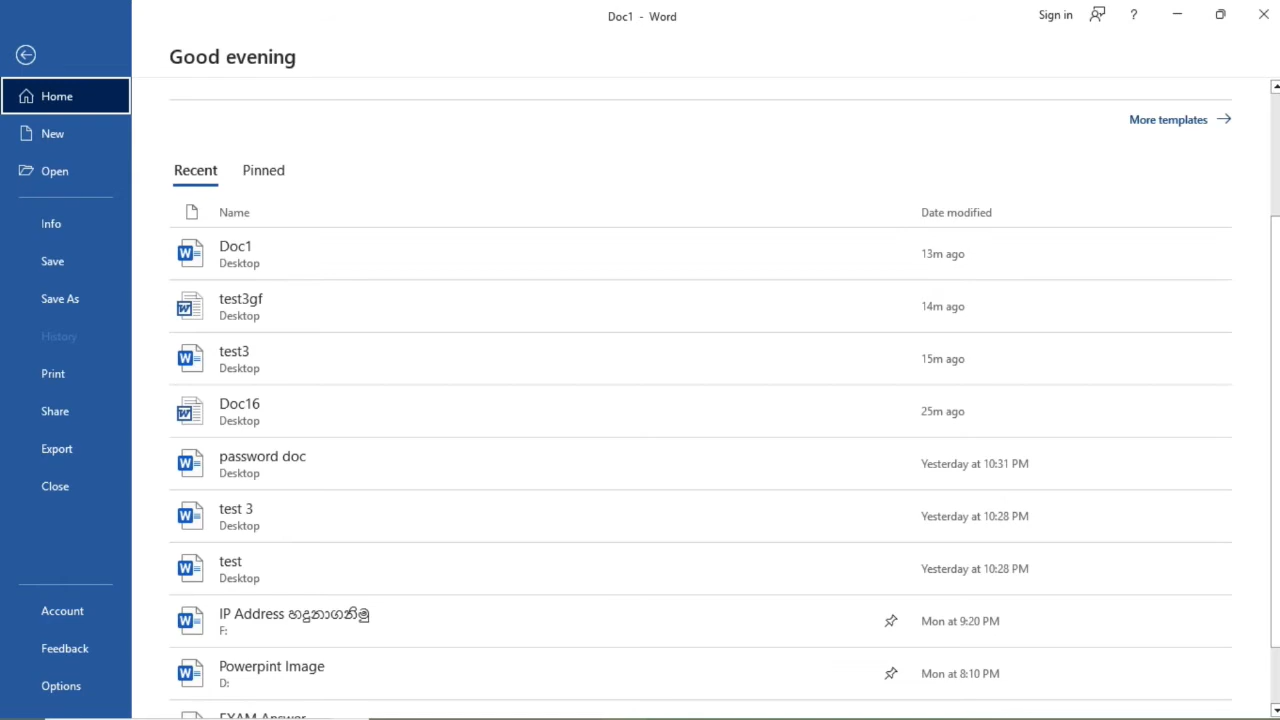 Doc1 - Word
Sign in
?
Good evening
Home
New
Open
Info
Save
Save As
History
Print
Share
Export
Close
Account
Feedback
Options
More templates
Recent Pinned
Name Date modified
Doc1
Desktop
13m ago
test3gf
Desktop
14m ago
test3
Desktop
15m ago
Doc16
Desktop
25m ago
password doc
Desktop
Yesterday at 10:31 PM
test 3
Desktop
Yesterday at 10:28 PM
test
Desktop
Yesterday at 10:28 PM
IP Address හඳුනාගනිමු
F:
Mon at 9:20 PM
Powerpint Image
D:
Mon at 8:10 PM
EXAM Answer